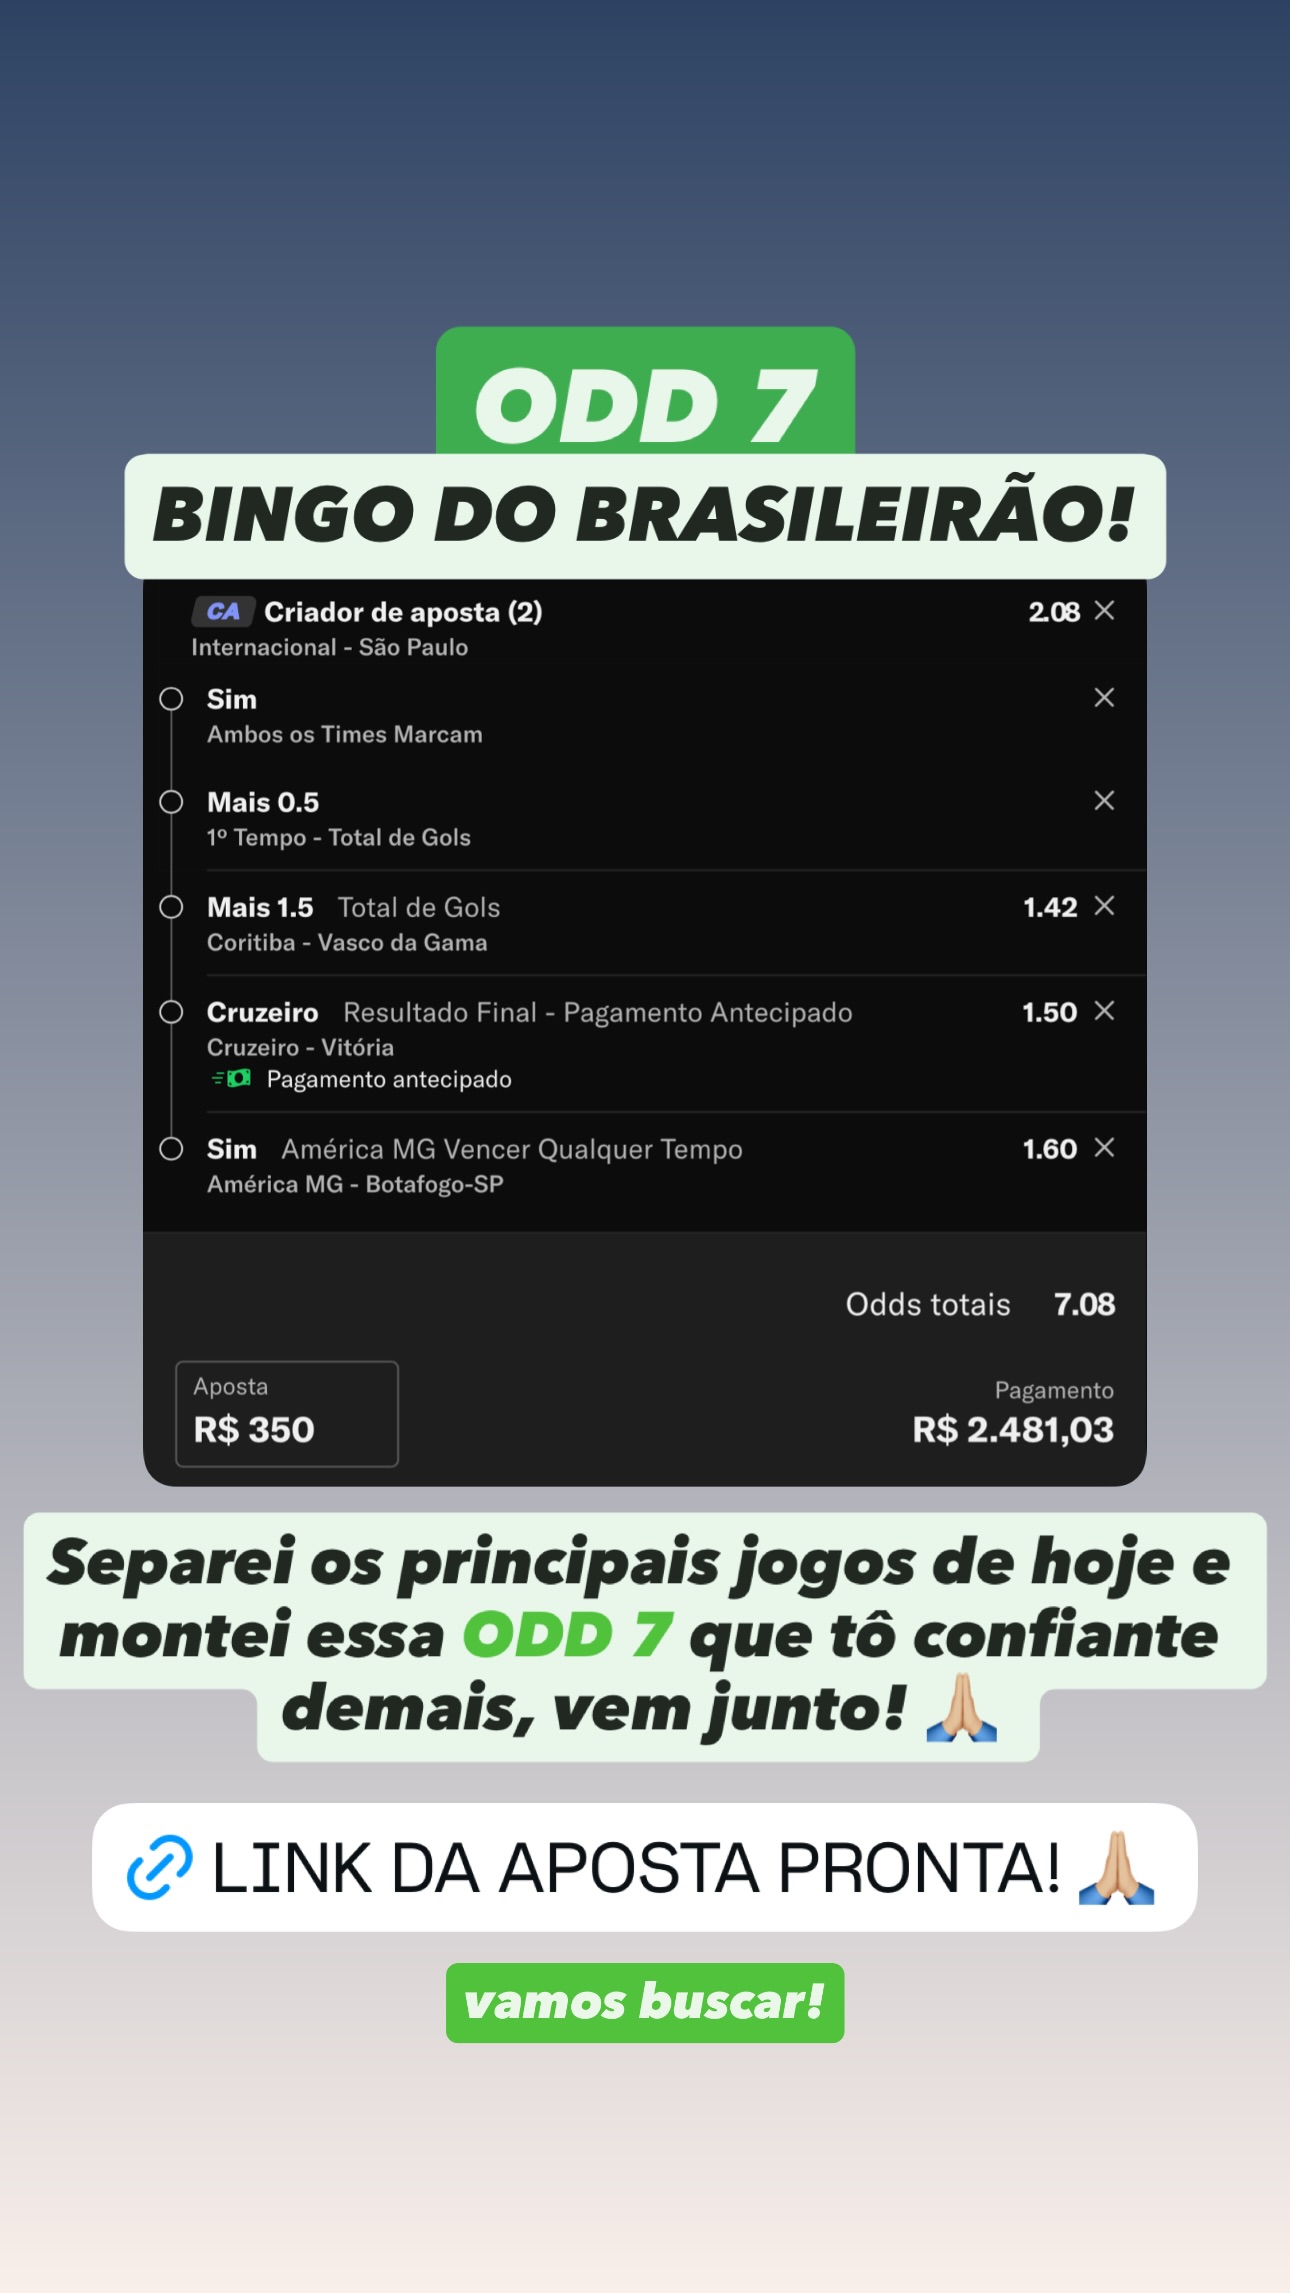 ODD 7
BINGO DO BRASILEIRÃO!
CA Criador de aposta (2) 2.08
Internacional - São Paulo
Sim
Ambos os Times Marcam
Mais 0.5
1º Tempo - Total de Gols
Mais 1.5 Total de Gols 1.42
Coritiba - Vasco da Gama
Cruzeiro Resultado Final - Pagamento Antecipado 1.50
Cruzeiro - Vitória
Pagamento antecipado
Sim América MG Vencer Qualquer Tempo 1.60
América MG - Botafogo-SP
Odds totais 7.08
Aposta
R$ 350
Pagamento
R$ 2.481,03
Separei os principais jogos de hoje e
montei essa ODD 7 que tô confiante
demais, vem junto! 🙏🏼
🔗 LINK DA APOSTA PRONTA! 🙏🏼
vamos buscar!